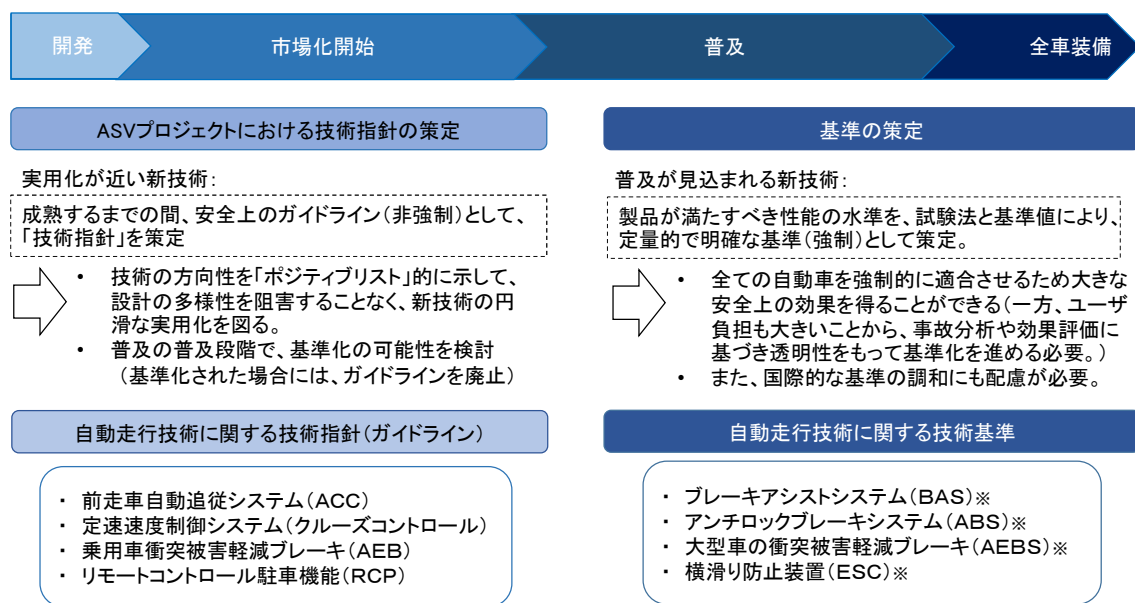 開発
市場化開始
普及
全車装備
ASVプロジェクトにおける技術指針の策定
実用化が近い新技術：
成熟するまでの間、安全上のガイドライン（非強制）として、
「技術指針」を策定
• 技術の方向性を「ポジティブリスト」的に示して、
設計の多様性を阻害することなく、新技術の円
滑な実用化を図る。
• 普及の普及段階で、基準化の可能性を検討
（基準化された場合には、ガイドラインを廃止）
自動走行技術に関する技術指針（ガイドライン）
・ 前走車自動追従システム（ACC）
・ 定速速度制御システム（クルーズコントロール）
・ 乗用車衝突被害軽減ブレーキ（AEB）
・ リモートコントロール駐車機能（RCP）
基準の策定
普及が見込まれる新技術：
製品が満たすべき性能の水準を、試験法と基準値により、
定量的で明確な基準（強制）として策定。
• 全ての自動車を強制的に適合させるため大きな
安全上の効果を得ることができる（一方、ユーザ
負担も大きいことから、事故分析や効果評価に
基づき透明性をもって基準化を進める必要。）
• また、国際的な基準の調和にも配慮が必要。
自動走行技術に関する技術基準
・ ブレーキアシストシステム（BAS）※
・ アンチロックブレーキシステム（ABS）※
・ 大型車の衝突被害軽減ブレーキ（AEBS）※
・ 横滑り防止装置（ESC）※